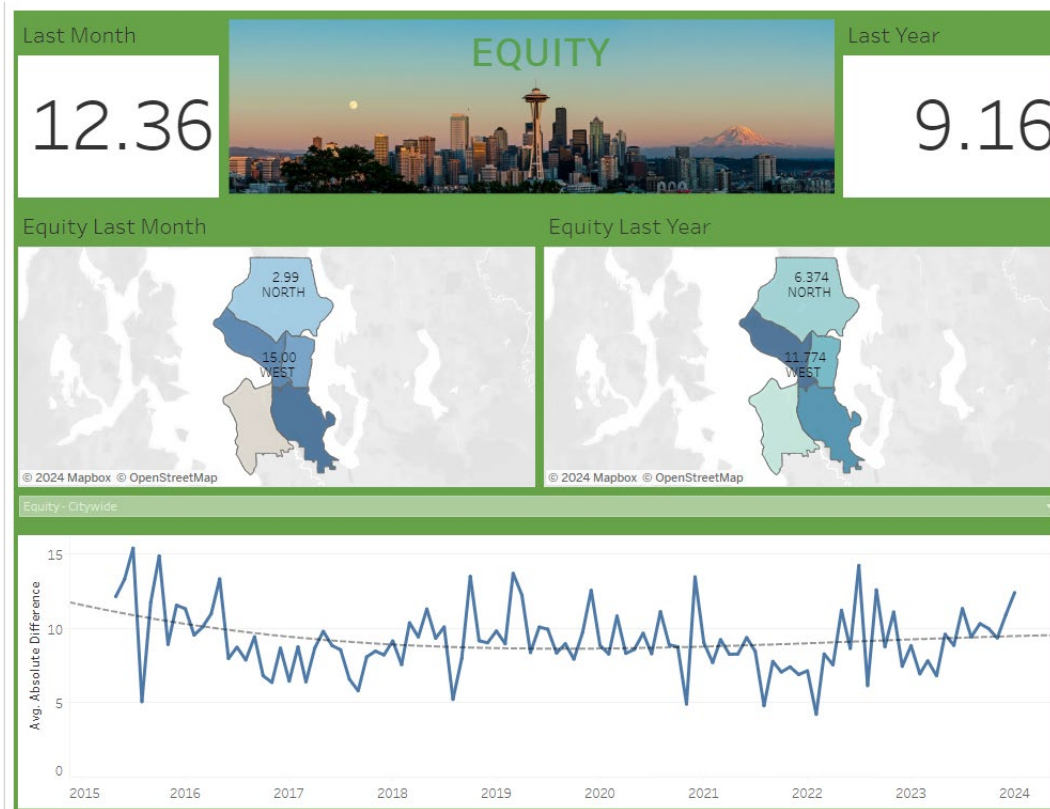 Last Month
EQUITY
Last Year
12.36
9.16
Equity Last Month
Equity Last Year
2.99
NORTH
15.00
WEST
© 2024 Mapbox © OpenStreetMap
6.374
NORTH
11.774
WEST
© 2024 Mapbox © OpenStreetMap
Equity - Citywide
Avg. Absolute Difference
15
10
5
0
2015
2016
2017
2018
2019
2020
2021
2022
2023
2024